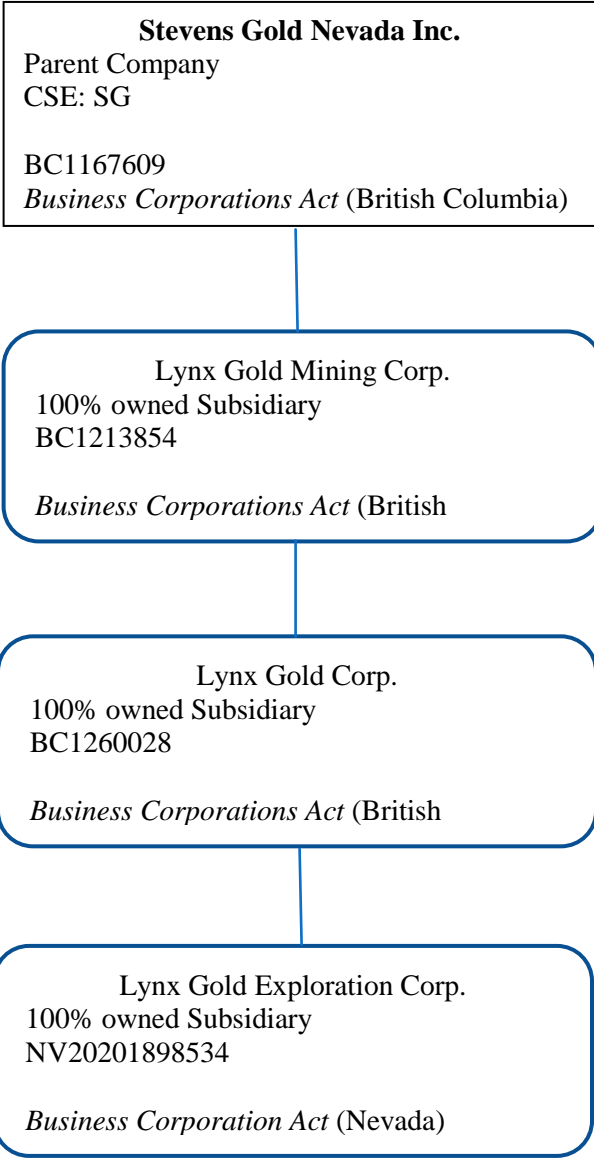 Stevens Gold Nevada Inc.
Parent Company
CSE: SG
BC1167609
Business Corporations Act (British Columbia)
Lynx Gold Mining Corp.
100% owned Subsidiary
BC1213854
Business Corporations Act (British
Lynx Gold Corp.
100% owned Subsidiary
BC1260028
Business Corporations Act (British
Lynx Gold Exploration Corp.
100% owned Subsidiary
NV20201898534
Business Corporation Act (Nevada)